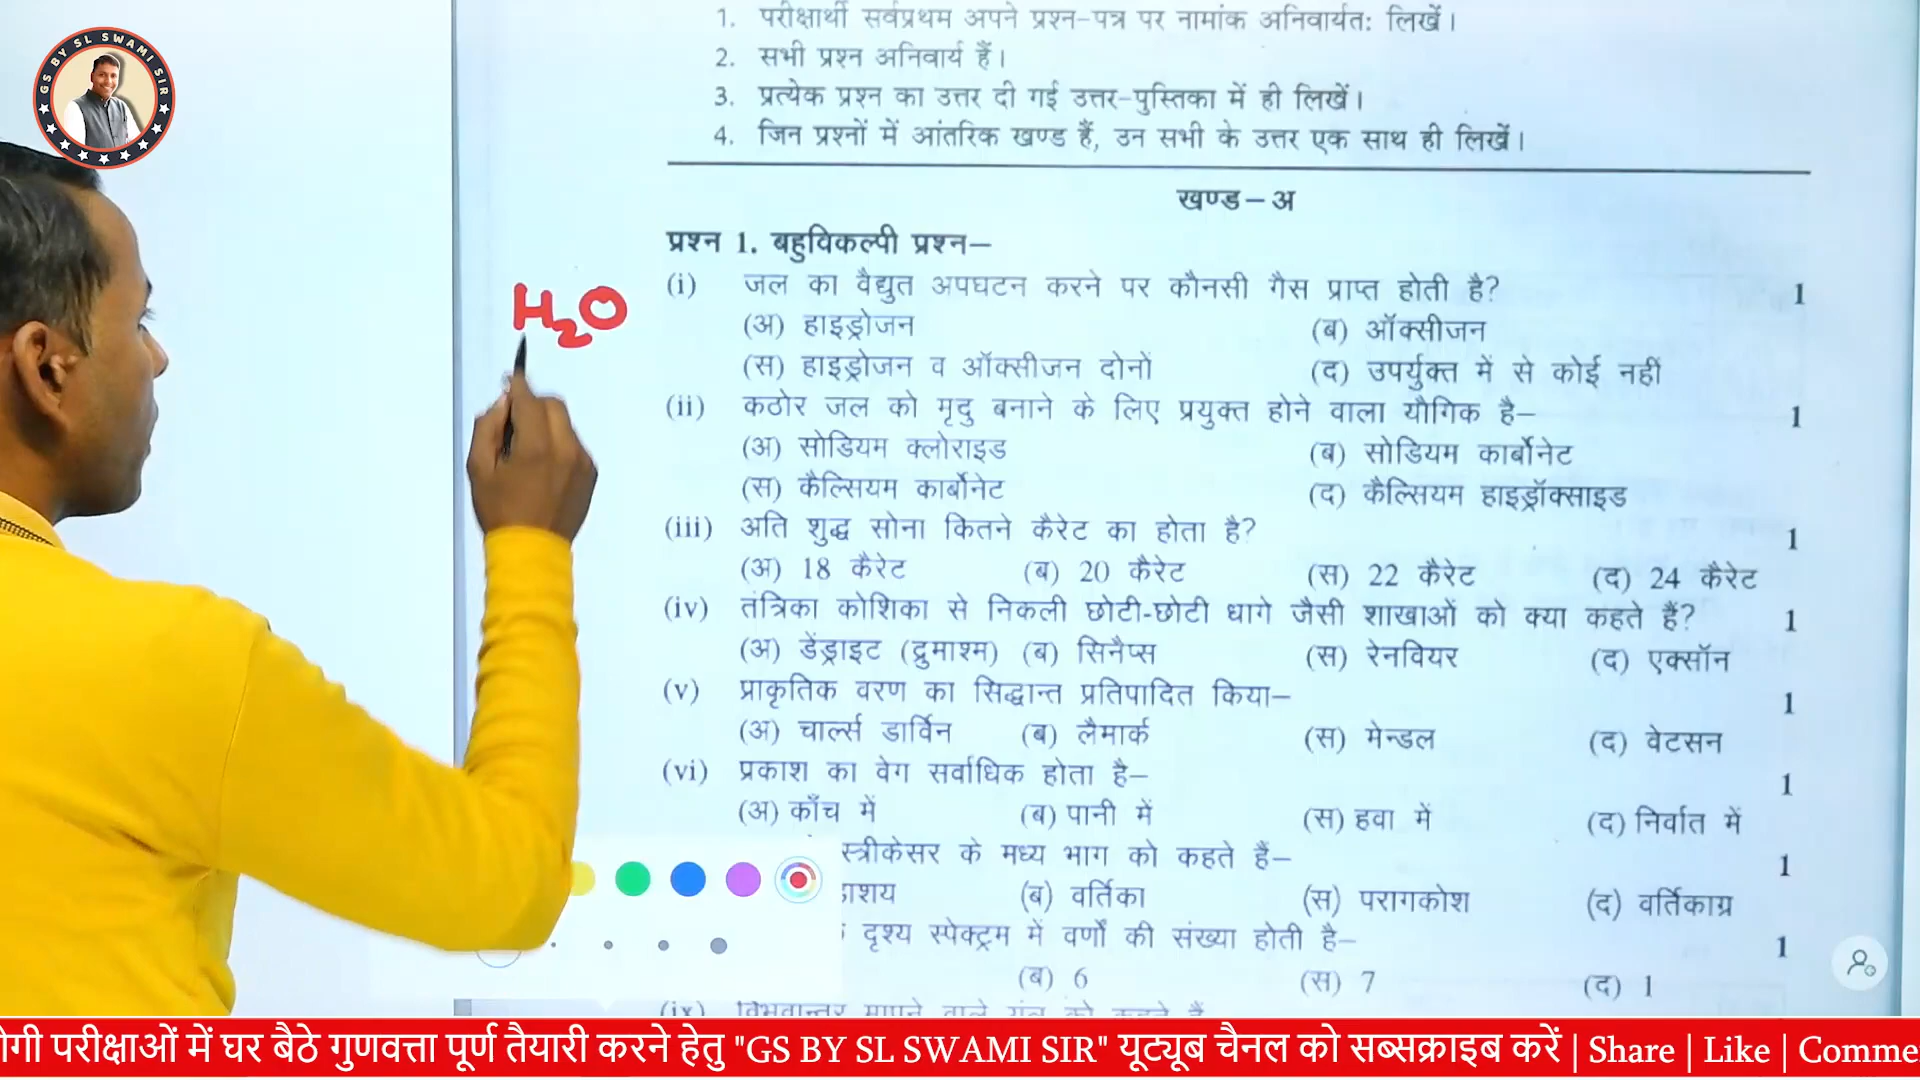 GS BY SL SWAMI SIR
1. परीक्षार्थी सर्वप्रथम अपने प्रश्न-पत्र पर नामांक अनिवार्यतः लिखें।
2. सभी प्रश्न अनिवार्य हैं।
3. प्रत्येक प्रश्न का उत्तर दी गई उत्तर-पुस्तिका में ही लिखें।
4. जिन प्रश्नों में आंतरिक खण्ड हैं, उन सभी के उत्तर एक साथ ही लिखें।
खण्ड-अ
प्रश्न 1. बहुविकल्पी प्रश्न-
H2O
(i) जल का वैद्युत अपघटन करने पर कौनसी गैस प्राप्त होती है? 1
(अ) हाइड्रोजन (ब) ऑक्सीजन
(स) हाइड्रोजन व ऑक्सीजन दोनों (द) उपर्युक्त में से कोई नहीं
(ii) कठोर जल को मृदु बनाने के लिए प्रयुक्त होने वाला यौगिक है- 1
(अ) सोडियम क्लोराइड (ब) सोडियम कार्बोनेट
(स) कैल्सियम कार्बोनेट (द) कैल्सियम हाइड्रॉक्साइड
(iii) अति शुद्ध सोना कितने कैरेट का होता है? 1
(अ) 18 कैरेट (ब) 20 कैरेट (स) 22 कैरेट (द) 24 कैरेट
(iv) तंत्रिका कोशिका से निकली छोटी-छोटी धागे जैसी शाखाओं को क्या कहते हैं? 1
(अ) डेंड्राइट (द्रुमाश्म) (ब) सिनैप्स (स) रेनवियर (द) एक्सॉन
(v) प्राकृतिक वरण का सिद्धान्त प्रतिपादित किया- 1
(अ) चार्ल्स डार्विन (ब) लैमार्क (स) मेन्डल (द) वेटसन
(vi) प्रकाश का वेग सर्वाधिक होता है- 1
(अ) काँच में (ब) पानी में (स) हवा में (द) निर्वात में
स्त्रीकेसर के मध्य भाग को कहते हैं- 1
(ब) वर्तिका (स) परागकोश (द) वर्तिकाग्र
दृश्य स्पेक्ट्रम में वर्णों की संख्या होती है- 1
(ब) 6 (स) 7 (द) 1
(ix) विभवान्तर मापने वाले यंत्र को कहते हैं
परीक्षाओं में घर बैठे गुणवत्ता पूर्ण तैयारी करने हेतु "GS BY SL SWAMI SIR" यूट्यूब चैनल को सब्सक्राइब करें | Share | Like |